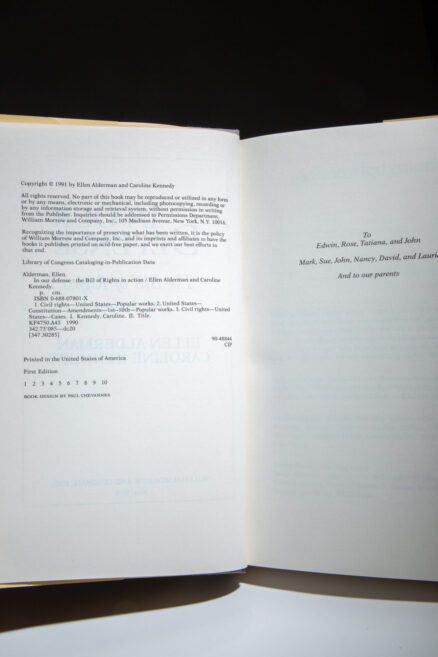 Copyright © 1991 by Ellen Alderman and Caroline Kennedy
All rights reserved. No part of this book may be reproduced or utilized in any form
or by any means, electronic or mechanical, including photocopying, recording or
by any information storage and retrieval system, without permission in writing
from the Publisher. Inquiries should be addressed to Permissions Department,
William Morrow and Company, Inc., 105 Madison Avenue, New York, N.Y. 10016.
Recognizing the importance of preserving what has been written, it is the policy
of William Morrow and Company, Inc., and its imprints and affiliates to have the
books it publishes printed on acid-free paper, and we exert our best efforts to
that end.
Library of Congress Cataloging-in-Publication Data
Alderman, Ellen.
In our defense : the Bill of Rights in action / Ellen Alderman and Caroline
Kennedy.
p. cm.
ISBN 0-688-07801-X
1. Civil rights—United States—Popular works. 2. United States—
Constitution—Amendments—1st–10th—Popular works. 3. Civil rights—United
States—Cases. I. Kennedy, Caroline. II. Title.
KF4750.A43 1990
342.73'085—dc20
[347.30285] 90-48844
CIP
Printed in the United States of America
First Edition
1 2 3 4 5 6 7 8 9 10
BOOK DESIGN BY PAUL CHEVANNES
To
Edwin, Rose, Tatiana, and John
Mark, Sue, John, Nancy, David, and Laurie
And to our parents